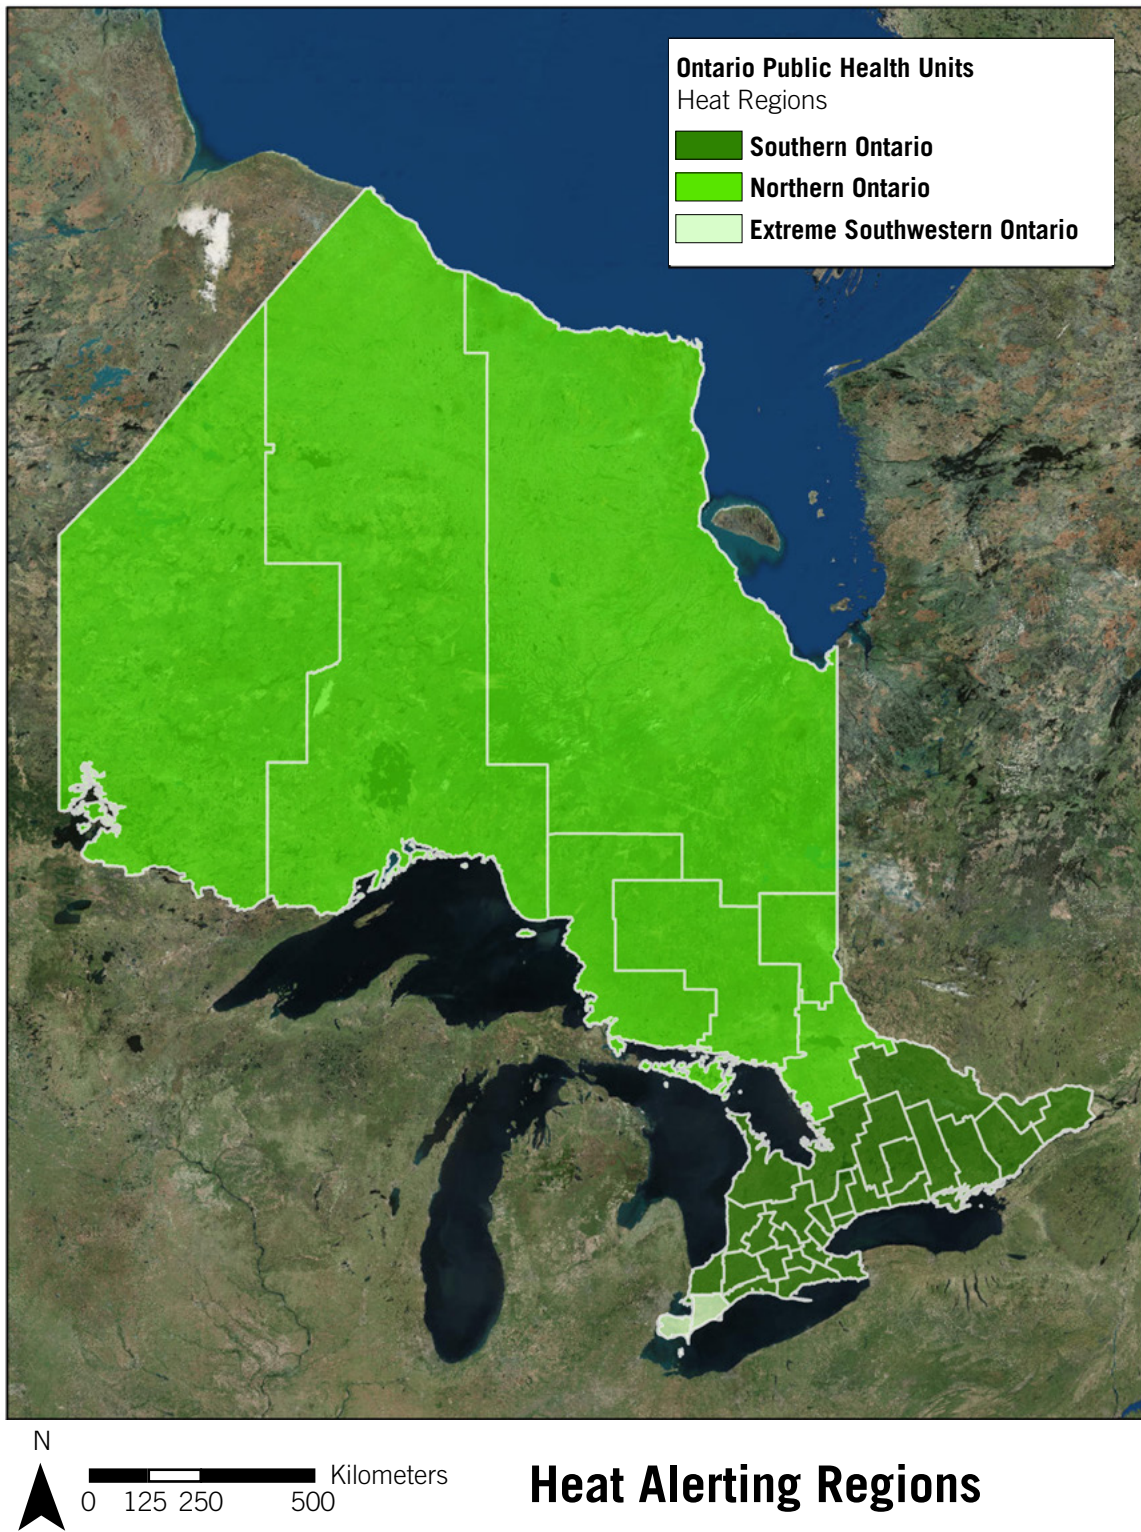 Ontario Public Health Units
Heat Regions
Southern Ontario
Northern Ontario
Extreme Southwestern Ontario
N
Kilometers
0 125 250 500
Heat Alerting Regions